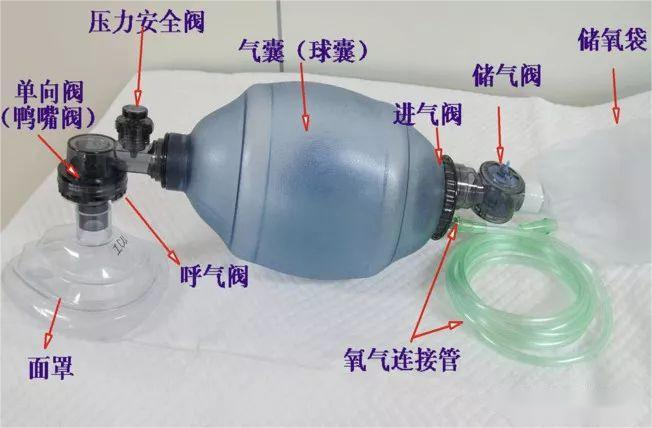 压力安全阀
气囊（球囊）
储氧袋
储气阀
单向阀
（鸭嘴阀）
进气阀
ICU
呼气阀
面罩
氧气连接管